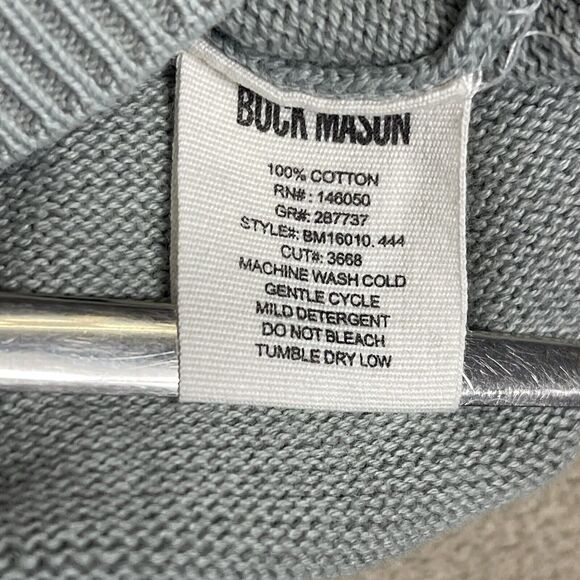 BUCK MASON
100% COTTON
RN#: 146050
GR#: 287737
STYLE#: BM16010. 444
CUT#: 3668
MACHINE WASH COLD
GENTLE CYCLE
MILD DETERGENT
DO NOT BLEACH
TUMBLE DRY LOW